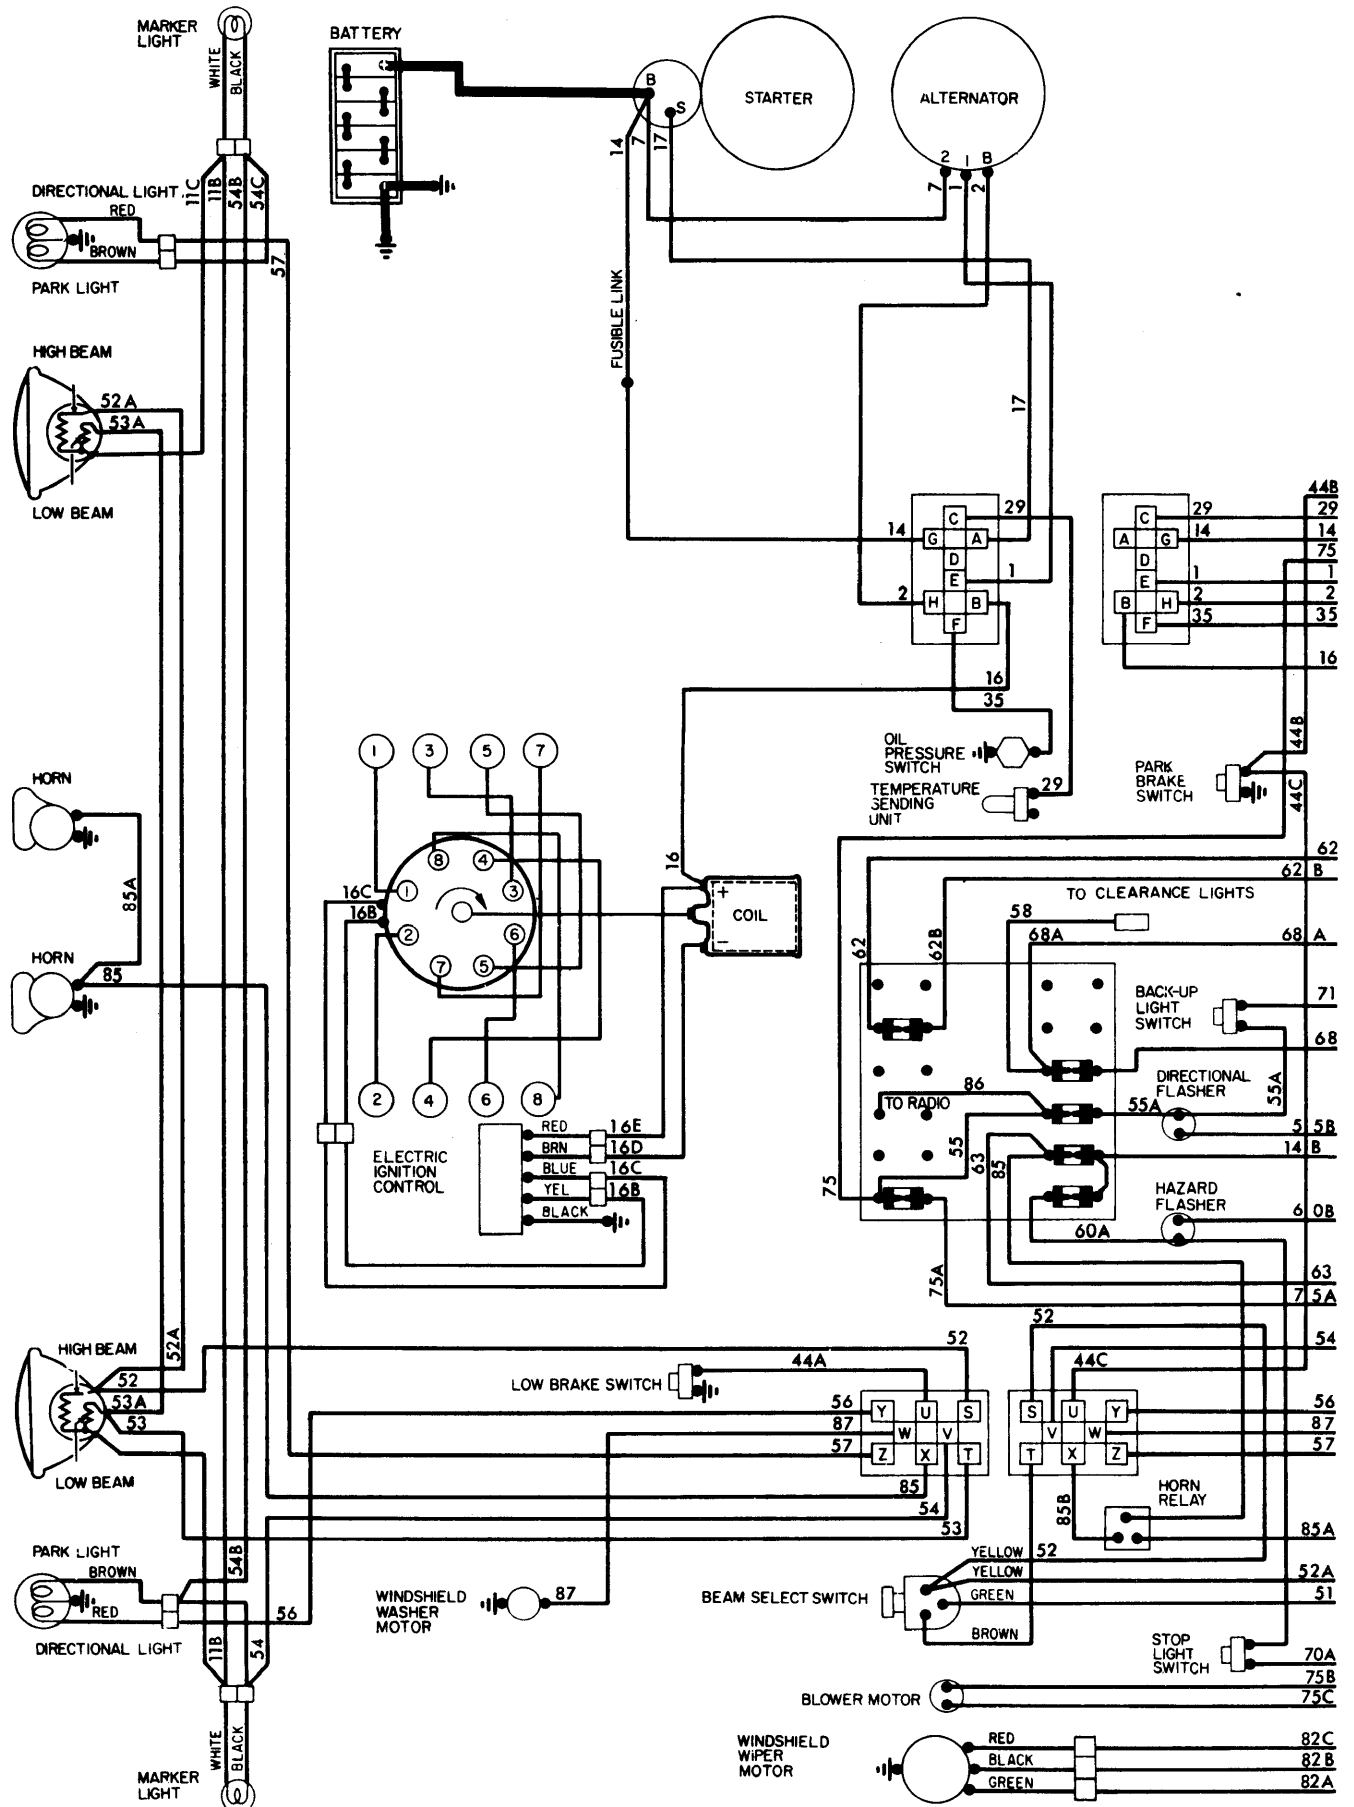 MARKER
LIGHT
WHITE
BLACK
BATTERY
B
S
STARTER
ALTERNATOR
2 1 B
14
7
17
7
1
2
11C
11B
54B
54C
DIRECTIONAL LIGHT
RED
BROWN
PARK LIGHT
57
FUSIBLE LINK
HIGH BEAM
52A
53A
LOW BEAM
17
C
G A
D
E
H B
F
14
29
1
2
16
35
C
A G
D
E
B H
F
29
14
1
2
35
44B
29
14
75
1
2
35
16
OIL
PRESSURE
SWITCH
TEMPERATURE
SENDING
UNIT
29
PARK
BRAKE
SWITCH
44B
44C
HORN
85A
HORN
85
1 3 5 7
8 4
1 3
2 6
7 5
2 4 6 8
16C
16B
16
+
COIL
-
62
62 B
TO CLEARANCE LIGHTS
58
68A
68 A
62
62B
BACK-UP
LIGHT
SWITCH
71
68
DIRECTIONAL
FLASHER
55A
55A
5 5B
86
TO RADIO
55
63
85
14 B
75
HAZARD
FLASHER
6 0B
60A
63
75A
7 5A
ELECTRIC
IGNITION
CONTROL
RED 16E
BRN 16D
BLUE 16C
YEL 16B
BLACK
HIGH BEAM
52A
52
53A
53
LOW BEAM
52
LOW BRAKE SWITCH
44A
56
87
57
Y U S
W V
Z X T
85
54
53
52
54
44C
S U Y
V W
T X Z
56
87
57
HORN
RELAY
85B
85A
PARK LIGHT
BROWN
RED
DIRECTIONAL LIGHT
54B
56
11B
54
WINDSHIELD
WASHER
MOTOR
87
BEAM SELECT SWITCH
YELLOW 52
YELLOW
GREEN
BROWN
52A
51
STOP
LIGHT
SWITCH
70A
BLOWER MOTOR
75B
75C
WINDSHIELD
WIPER
MOTOR
RED
BLACK
GREEN
82C
82B
82A
WHITE
BLACK
MARKER
LIGHT